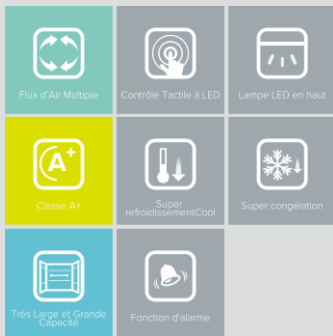 Flux d'Air Multiple
Contrôle Tactile à LED
Lampe LED en haut
A+
Classe A+
Super
refroidissementCool
Super congélation
Très Large et Grande
Capacité
Fonction d'alarme